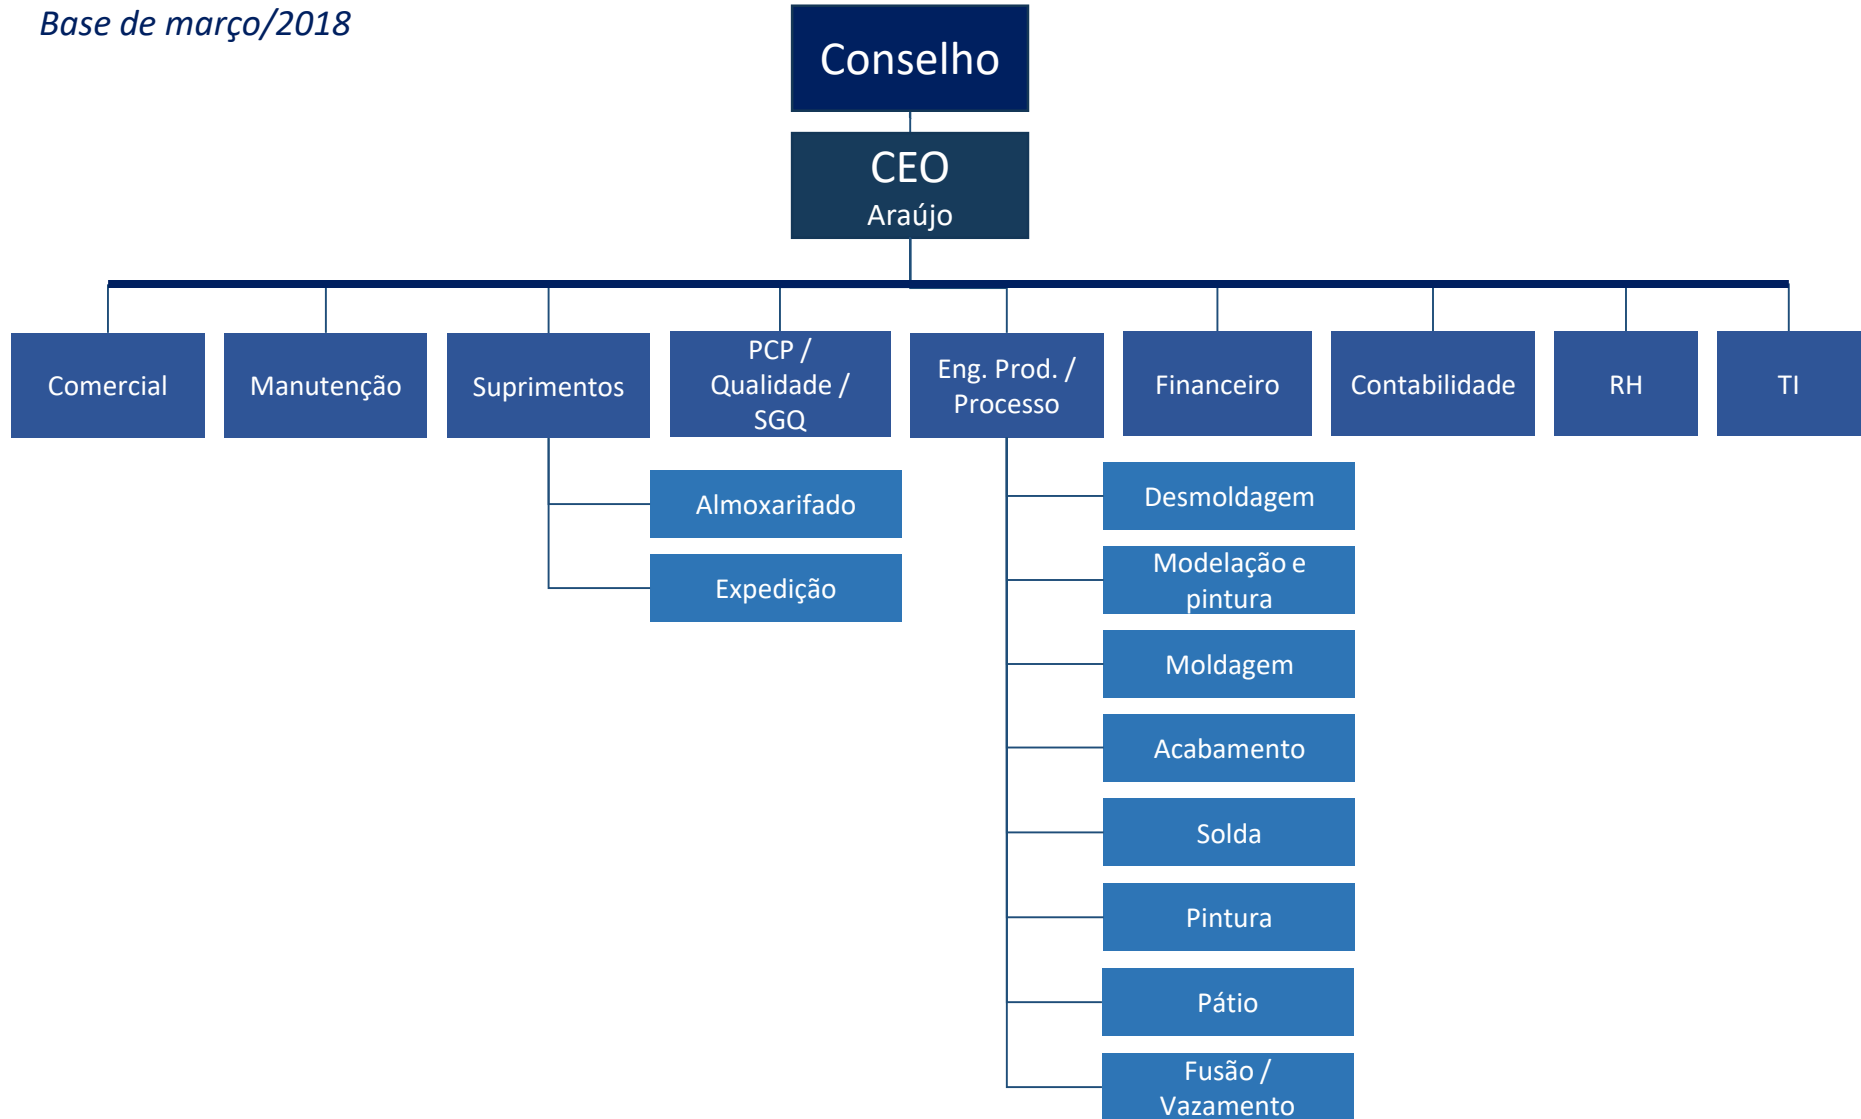 Base de março/2018
Conselho
CEO
Araújo
Comercial
Manutenção
Suprimentos
PCP /
Qualidade /
SGQ
Eng. Prod. /
Processo
Financeiro
Contabilidade
RH
TI
Almoxarifado
Expedição
Desmoldagem
Modelação e
pintura
Moldagem
Acabamento
Solda
Pintura
Pátio
Fusão /
Vazamento